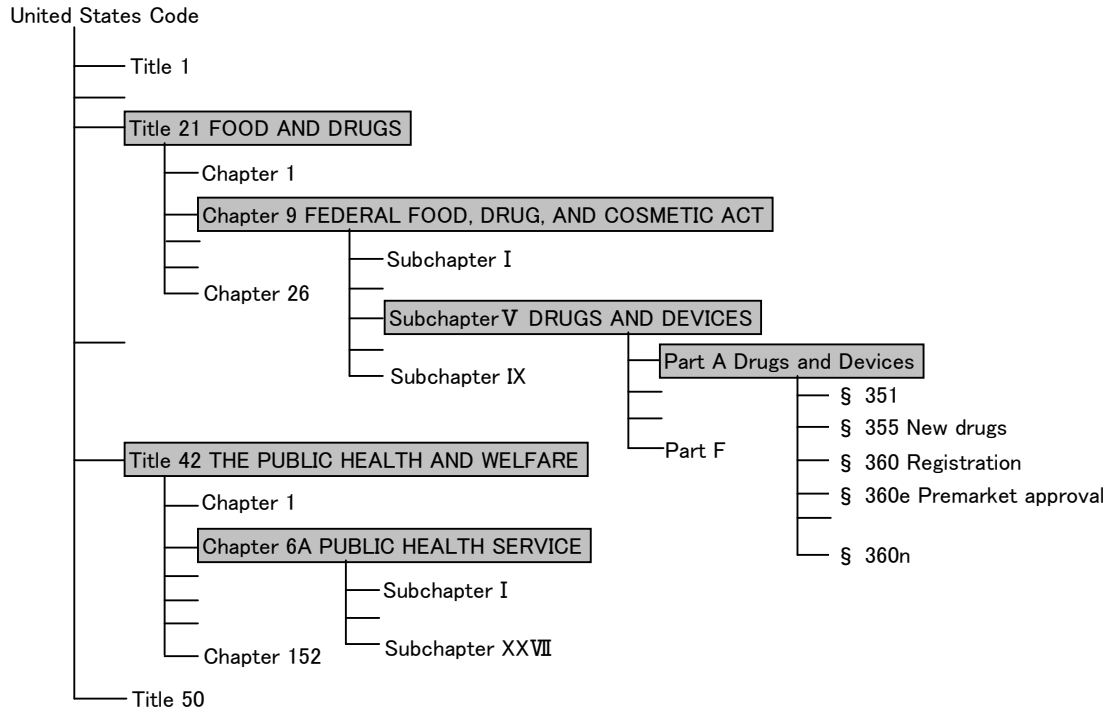 United States Code
Title 1
Title 21 FOOD AND DRUGS
Chapter 1
Chapter 9 FEDERAL FOOD, DRUG, AND COSMETIC ACT
Subchapter I
Chapter 26
Subchapter Ⅴ DRUGS AND DEVICES
Part A Drugs and Devices
Subchapter Ⅸ
§ 351
§ 355 New drugs
Part F
Title 42 THE PUBLIC HEALTH AND WELFARE
§ 360 Registration
§ 360e Premarket approval
Chapter 1
Chapter 6A PUBLIC HEALTH SERVICE
§ 360n
Subchapter I
Chapter 152
Subchapter XXⅦ
Title 50